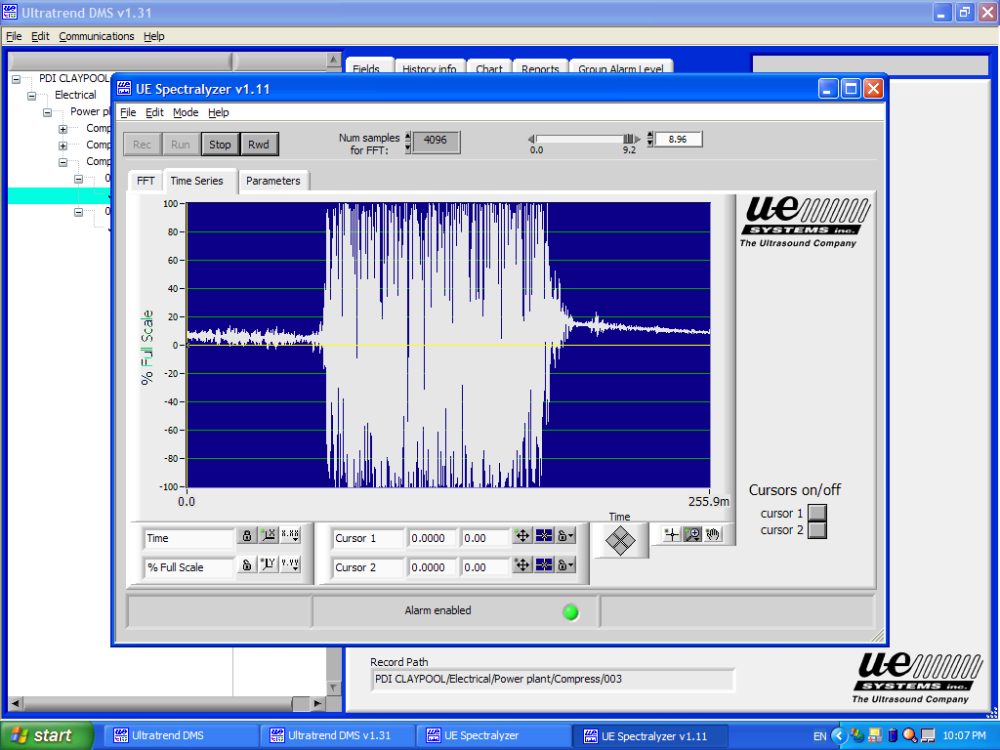 Ultratrend DMS v1.31
File Edit Communications Help
Fields History info Chart Reports Group Alarm Level
PDI CLAYPOOL
Electrical
Power pl
Comp
Comp
Comp
0
0
UE Spectralyzer v1.11
File Edit Mode Help
Rec Run Stop Rwd
Num samples for FFT: 4096
0.0 9.2 8.96
FFT Time Series Parameters
ue
SYSTEMS inc.
The Ultrasound Company
% Full Scale
100
80
60
40
20
0
-20
-40
-60
-80
-100
0.0 255.9m
Cursors on/off
cursor 1
cursor 2
Time
Time X.XX Cursor 1 0.0000 0.00
% Full Scale Y.YY Cursor 2 0.0000 0.00
Alarm enabled
Record Path
PDI CLAYPOOL/Electrical/Power plant/Compress/003
ue
SYSTEMS inc.
The Ultrasound Company
start Ultratrend DMS Ultratrend DMS v1.31 UE Spectralyzer UE Spectralyzer v1.11 EN 10:07 PM